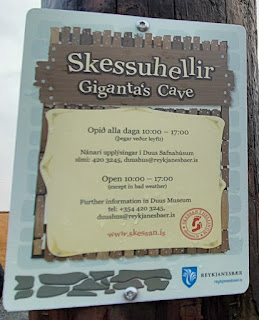 Skessuhellir
Giganta's Cave
Opið alla daga 10:00 – 17:00
(þegar veður leyfir)
Nánari upplýsingar í Duus Safnahúsum
sími: 420 3245, duushus@reykjanesbaer.is
Open 10:00 – 17:00
(except in bad weather)
Further information in Duus Museum
tel: +354 420 3245,
duushus@reykjanesbaer.is
www.skessan.is
REYKJANESBÆR